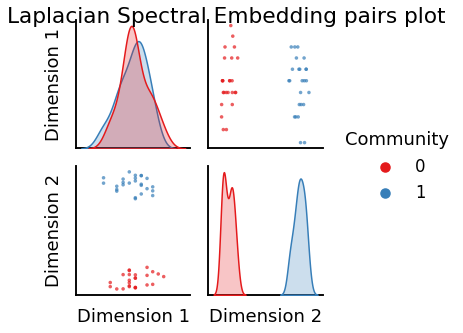 Laplacian Spectral Embedding pairs plot
Dimension 1
Community
0
1
Dimension 2
Dimension 1
Dimension 2